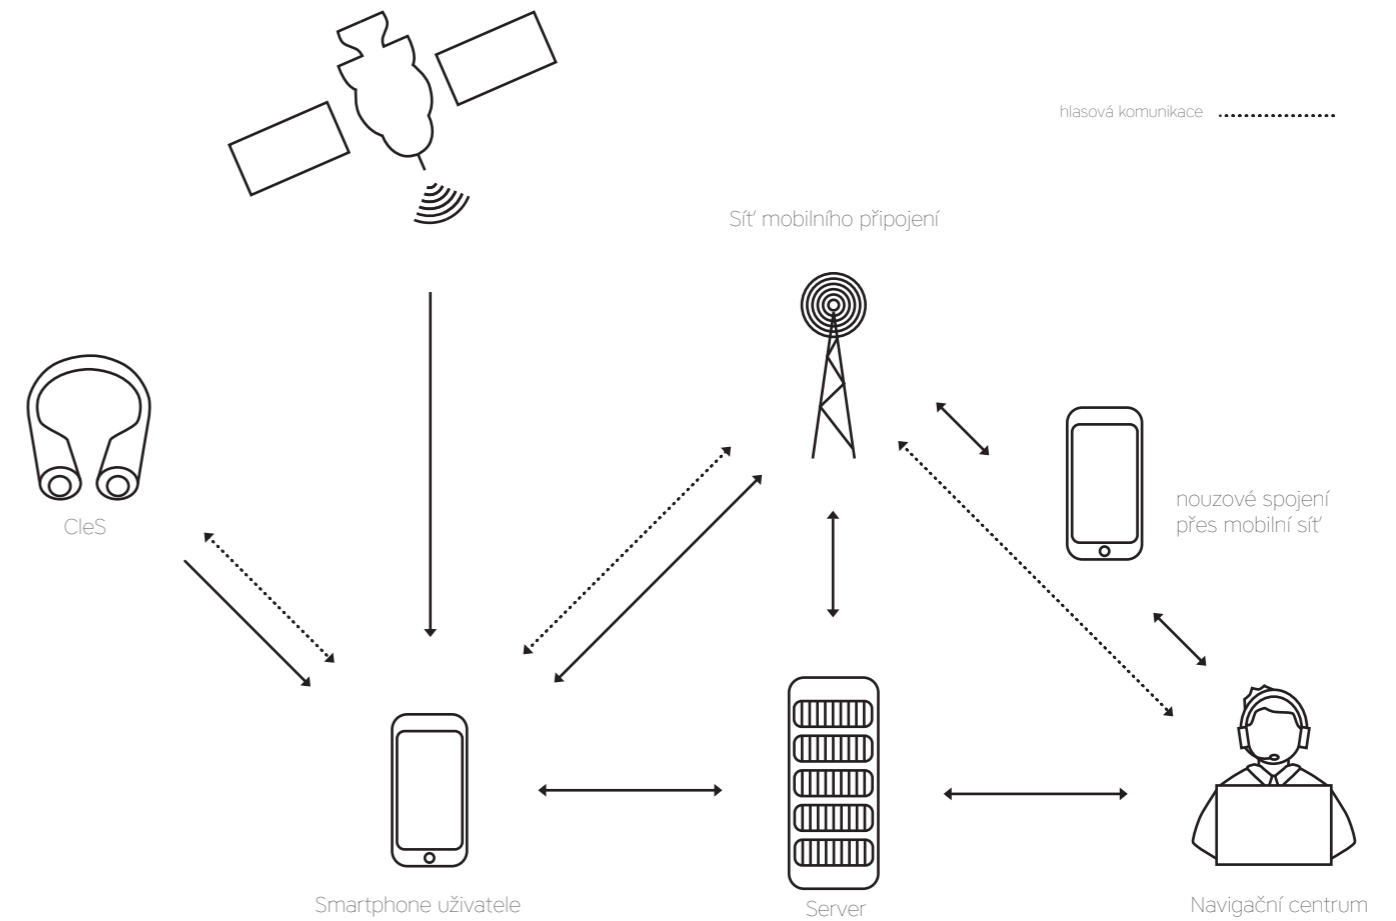 hlasová komunikace
Síť mobilního připojení
CleS
nouzové spojení
přes mobilní síť
Smartphone uživatele
Server
Navigační centrum